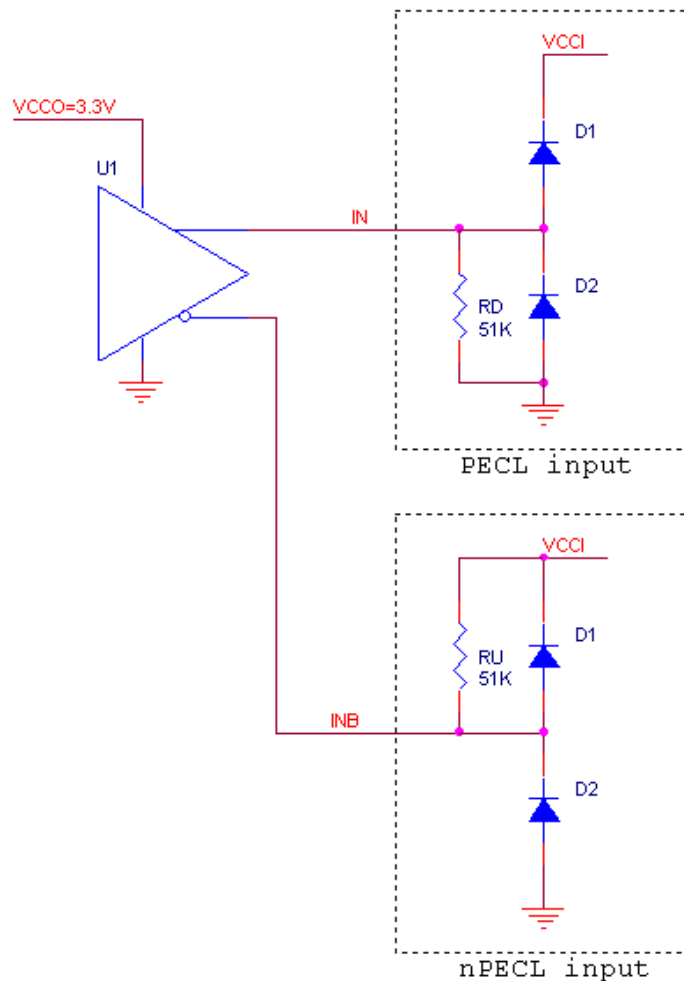 VCCI
VCCO=3.3V
D1
U1
IN
D2
RD
51K
PECL input
VCCI
D1
RU
51K
INB
D2
nPECL input